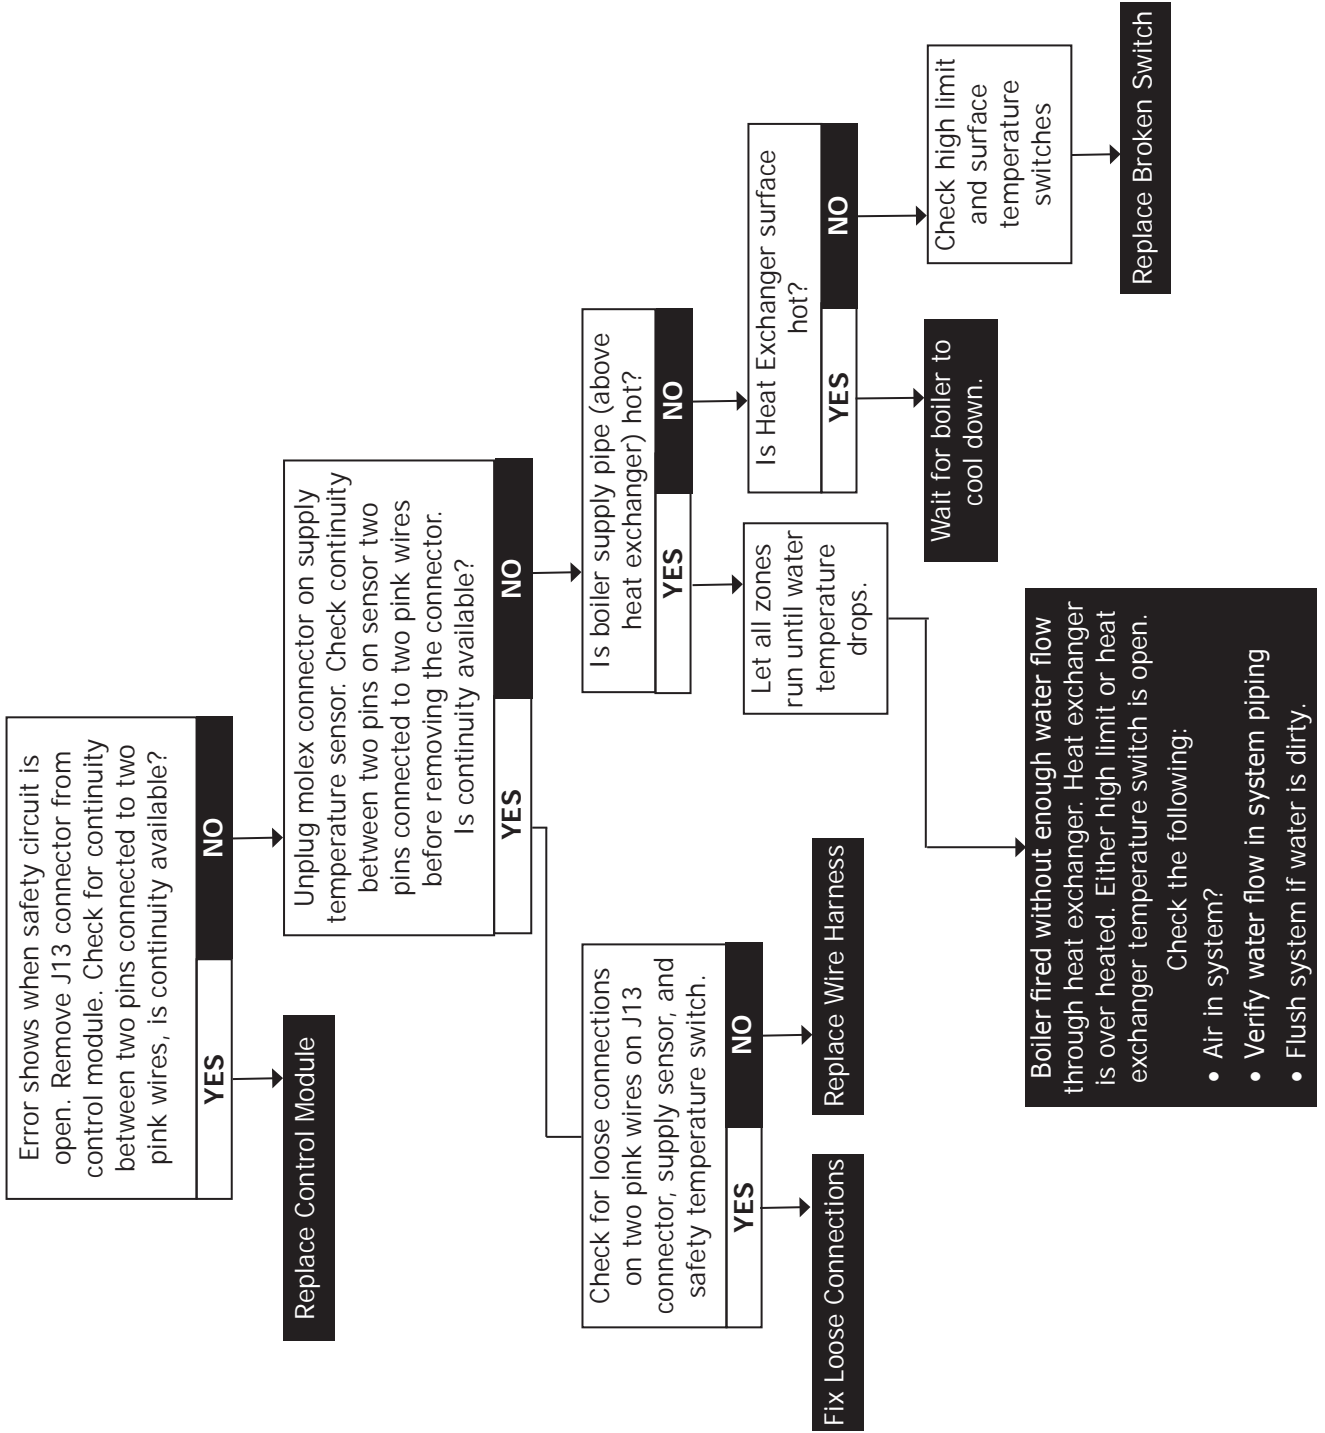 Error shows when safety circuit is
open. Remove J13 connector from
control module. Check for continuity
between two pins connected to two
pink wires, is continuity available?
YES
NO
Replace Control Module
Unplug molex connector on supply
temperature sensor. Check continuity
between two pins on sensor two
pins connected to two pink wires
before removing the connector.
Is continuity available?
YES
NO
Check for loose connections
on two pink wires on J13
connector, supply sensor, and
safety temperature switch.
YES
NO
Fix Loose Connections
Replace Wire Harness
Is boiler supply pipe (above
heat exchanger) hot?
YES
NO
Let all zones
run until water
temperature
drops.
Boiler fired without enough water flow
through heat exchanger. Heat exchanger
is over heated. Either high limit or heat
exchanger temperature switch is open.
Check the following:
• Air in system?
• Verify water flow in system piping
• Flush system if water is dirty.
Is Heat Exchanger surface
hot?
YES
NO
Wait for boiler to
cool down.
Check high limit
and surface
temperature
switches
Replace Broken Switch